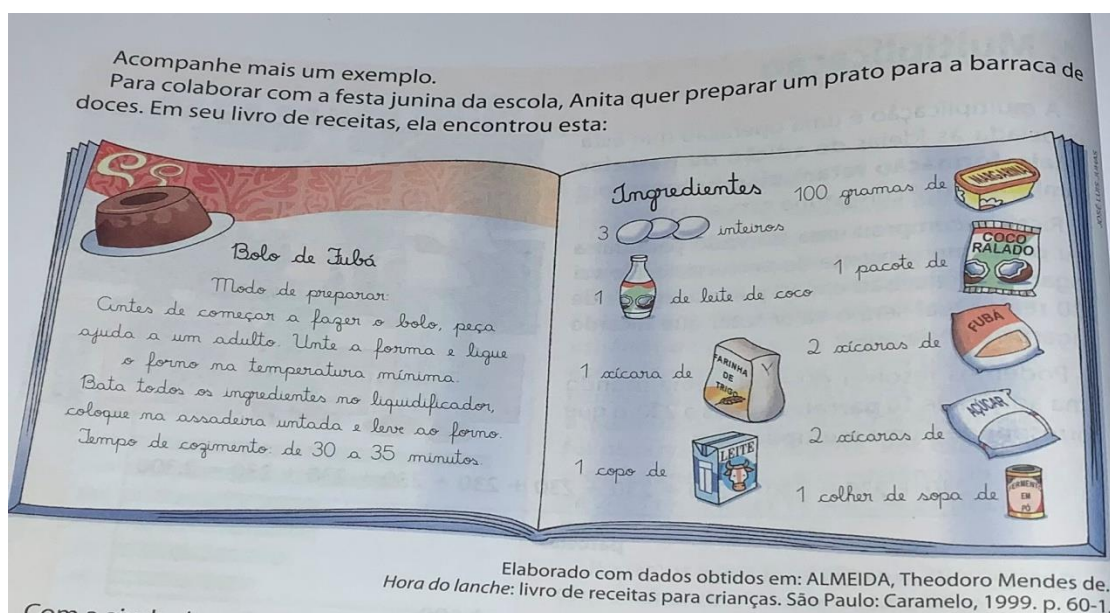 Acompanhe mais um exemplo.
Para colaborar com a festa junina da escola, Anita quer preparar um prato para a barraca de
doces. Em seu livro de receitas, ela encontrou esta:
Bolo de Fubá
Modo de preparar:
Antes de começar a fazer o bolo, peça
ajuda a um adulto. Unte a forma e ligue
o forno na temperatura mínima.
Bata todos os ingredientes no liquidificador,
coloque na assadeira untada e leve ao forno.
Tempo de cozimento: de 30 a 35 minutos.
Ingredientes
3 inteiros
1 de leite de coco
1 xícara de FARINHA
DE
TRIGO
1 copo de LEITE
100 gramas de MARGARINA
1 pacote de COCO
RALADO
2 xícaras de FUBÁ
2 xícaras de AÇÚCAR
1 colher de sopa de FERMENTO
EM
PÓ
JOSÉ LUÍS JUHAS
Elaborado com dados obtidos em: ALMEIDA, Theodoro Mendes de.
Hora do lanche: livro de receitas para crianças. São Paulo: Caramelo, 1999. p. 60-1